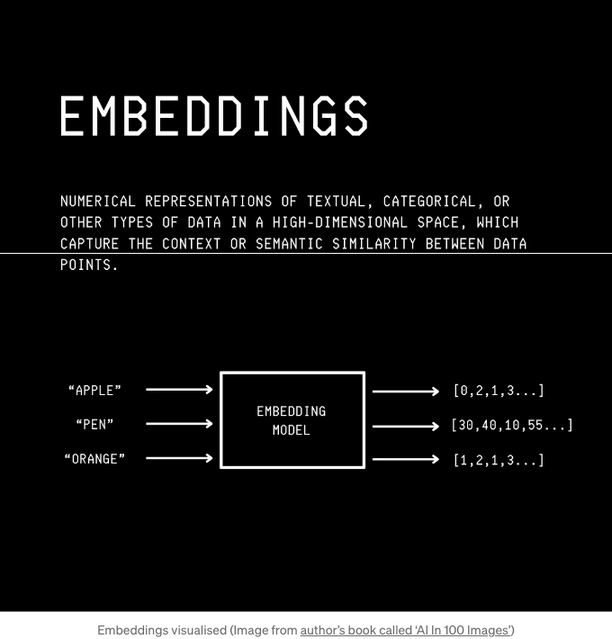 EMBEDDINGS
NUMERICAL REPRESENTATIONS OF TEXTUAL, CATEGORICAL, OR
OTHER TYPES OF DATA IN A HIGH-DIMENSIONAL SPACE, WHICH
CAPTURE THE CONTEXT OR SEMANTIC SIMILARITY BETWEEN DATA
POINTS.
“APPLE” [0,2,1,3...]
EMBEDDING
“PEN” [30,40,10,55...]
MODEL
“ORANGE” [1,2,1,3...]
Embeddings visualised (Image from author’s book called ‘AI In 100 Images’)